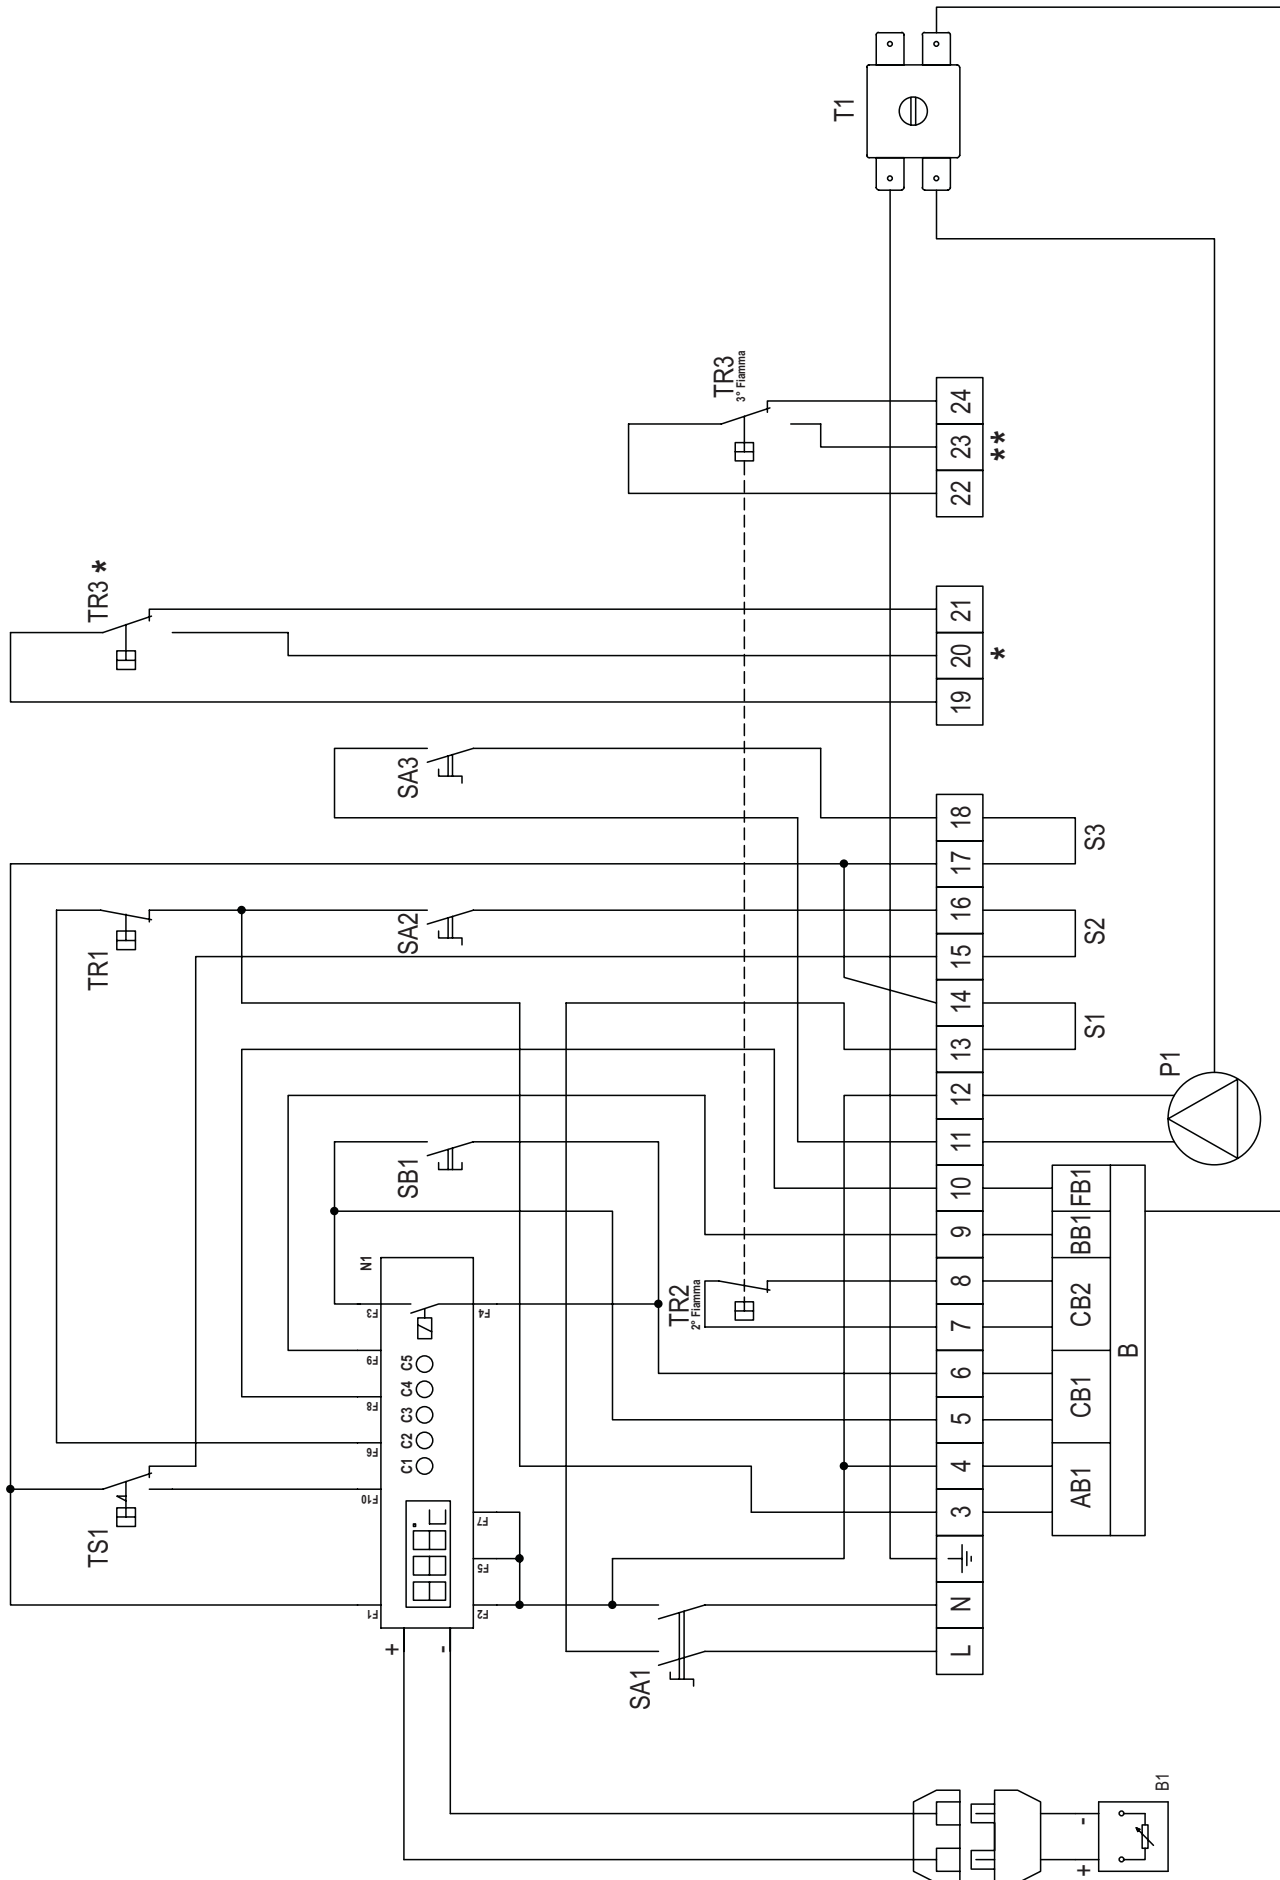 TS1
TR1
TR3 *
F1 F10 F6 F8 F9 F3 N1
+
C1 C2 C3 C4 C5
SB1
SA2
SA3
-
F2 F5 F7 F4
SA1
TR2
2° Fiamma
TR3
3° Fiamma
T1
L N 3 4 5 6 7 8 9 10 11 12 13 14 15 16 17 18
19 20 21
22 23 24
*
**
+ -
AB1 CB1 CB2 BB1 FB1
S1
S2
S3
B
B1
P1